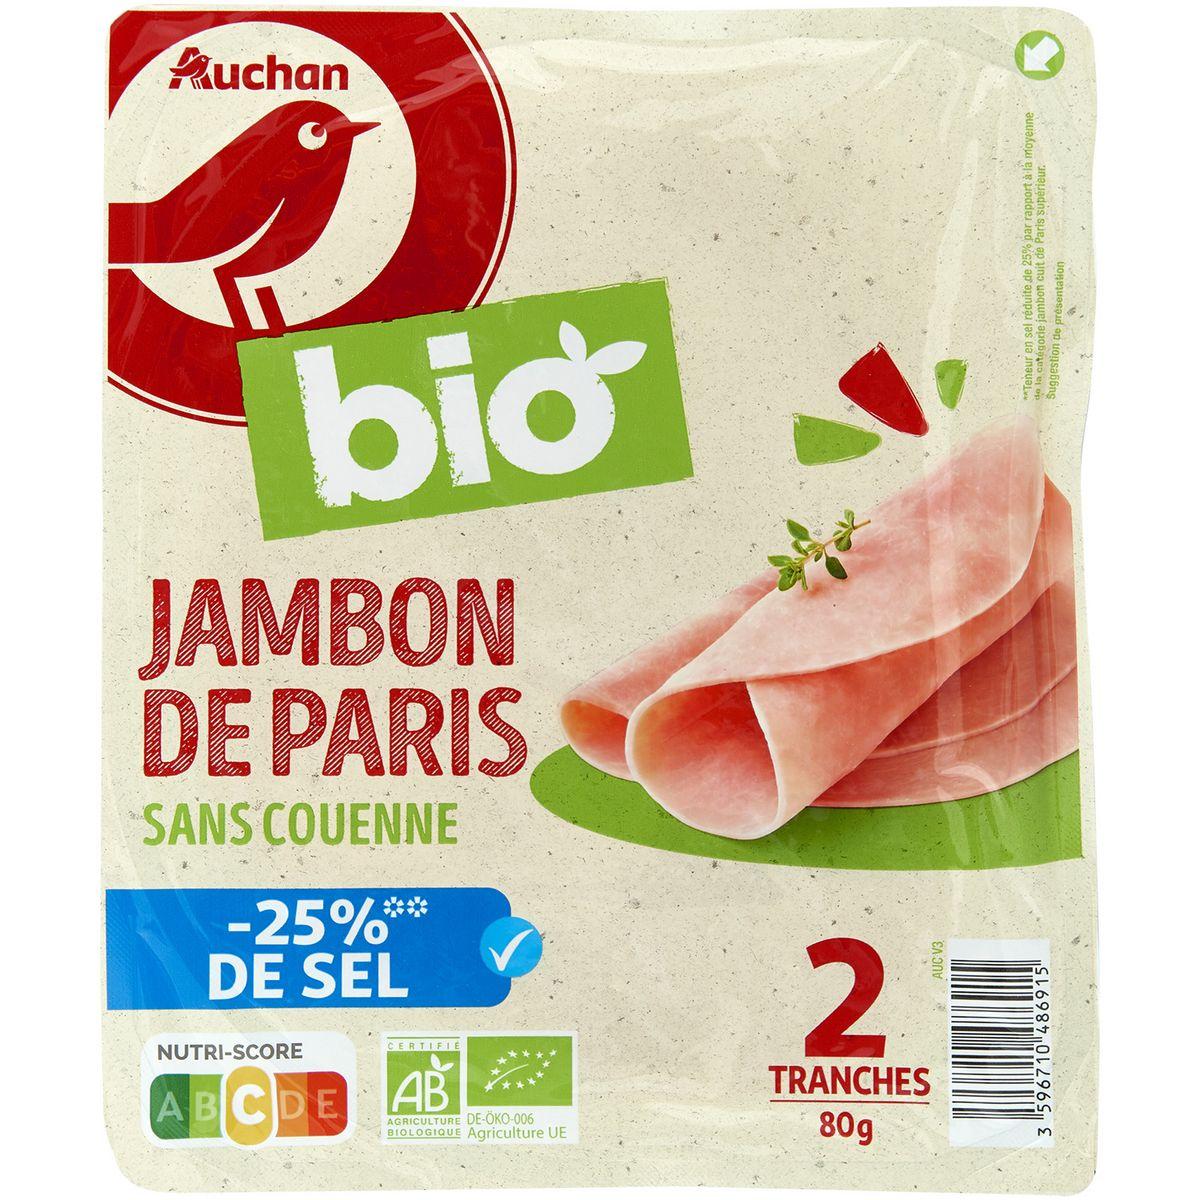 Auchan
bio
JAMBON
DE PARIS
SANS COUENNE
-25%**
DE SEL
NUTRI-SCORE
A B C D E
CERTIFIÉ
AB
AGRICULTURE
BIOLOGIQUE
DE-ÖKO-006
Agriculture UE
2
TRANCHES
80g
AUC V3
3 596710 486915
**Teneur en sel réduite de 25% par rapport à la moyenne
de la catégorie jambon cuit de Paris supérieur.
Suggestion de présentation